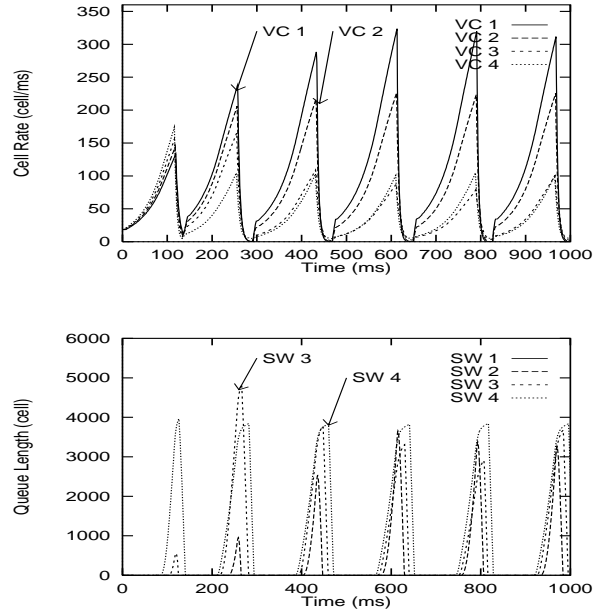 350
300
250
200
150
100
50
0
Cell Rate (cell/ms)
VC 1
VC 2
VC 1
VC 2
VC 3
VC 4
0 100 200 300 400 500 600 700 800 900 1000
Time (ms)
6000
5000
4000
3000
2000
1000
0
Queue Length (cell)
SW 3
SW 4
SW 1
SW 2
SW 3
SW 4
0 200 400 600 800 1000
Time (ms)